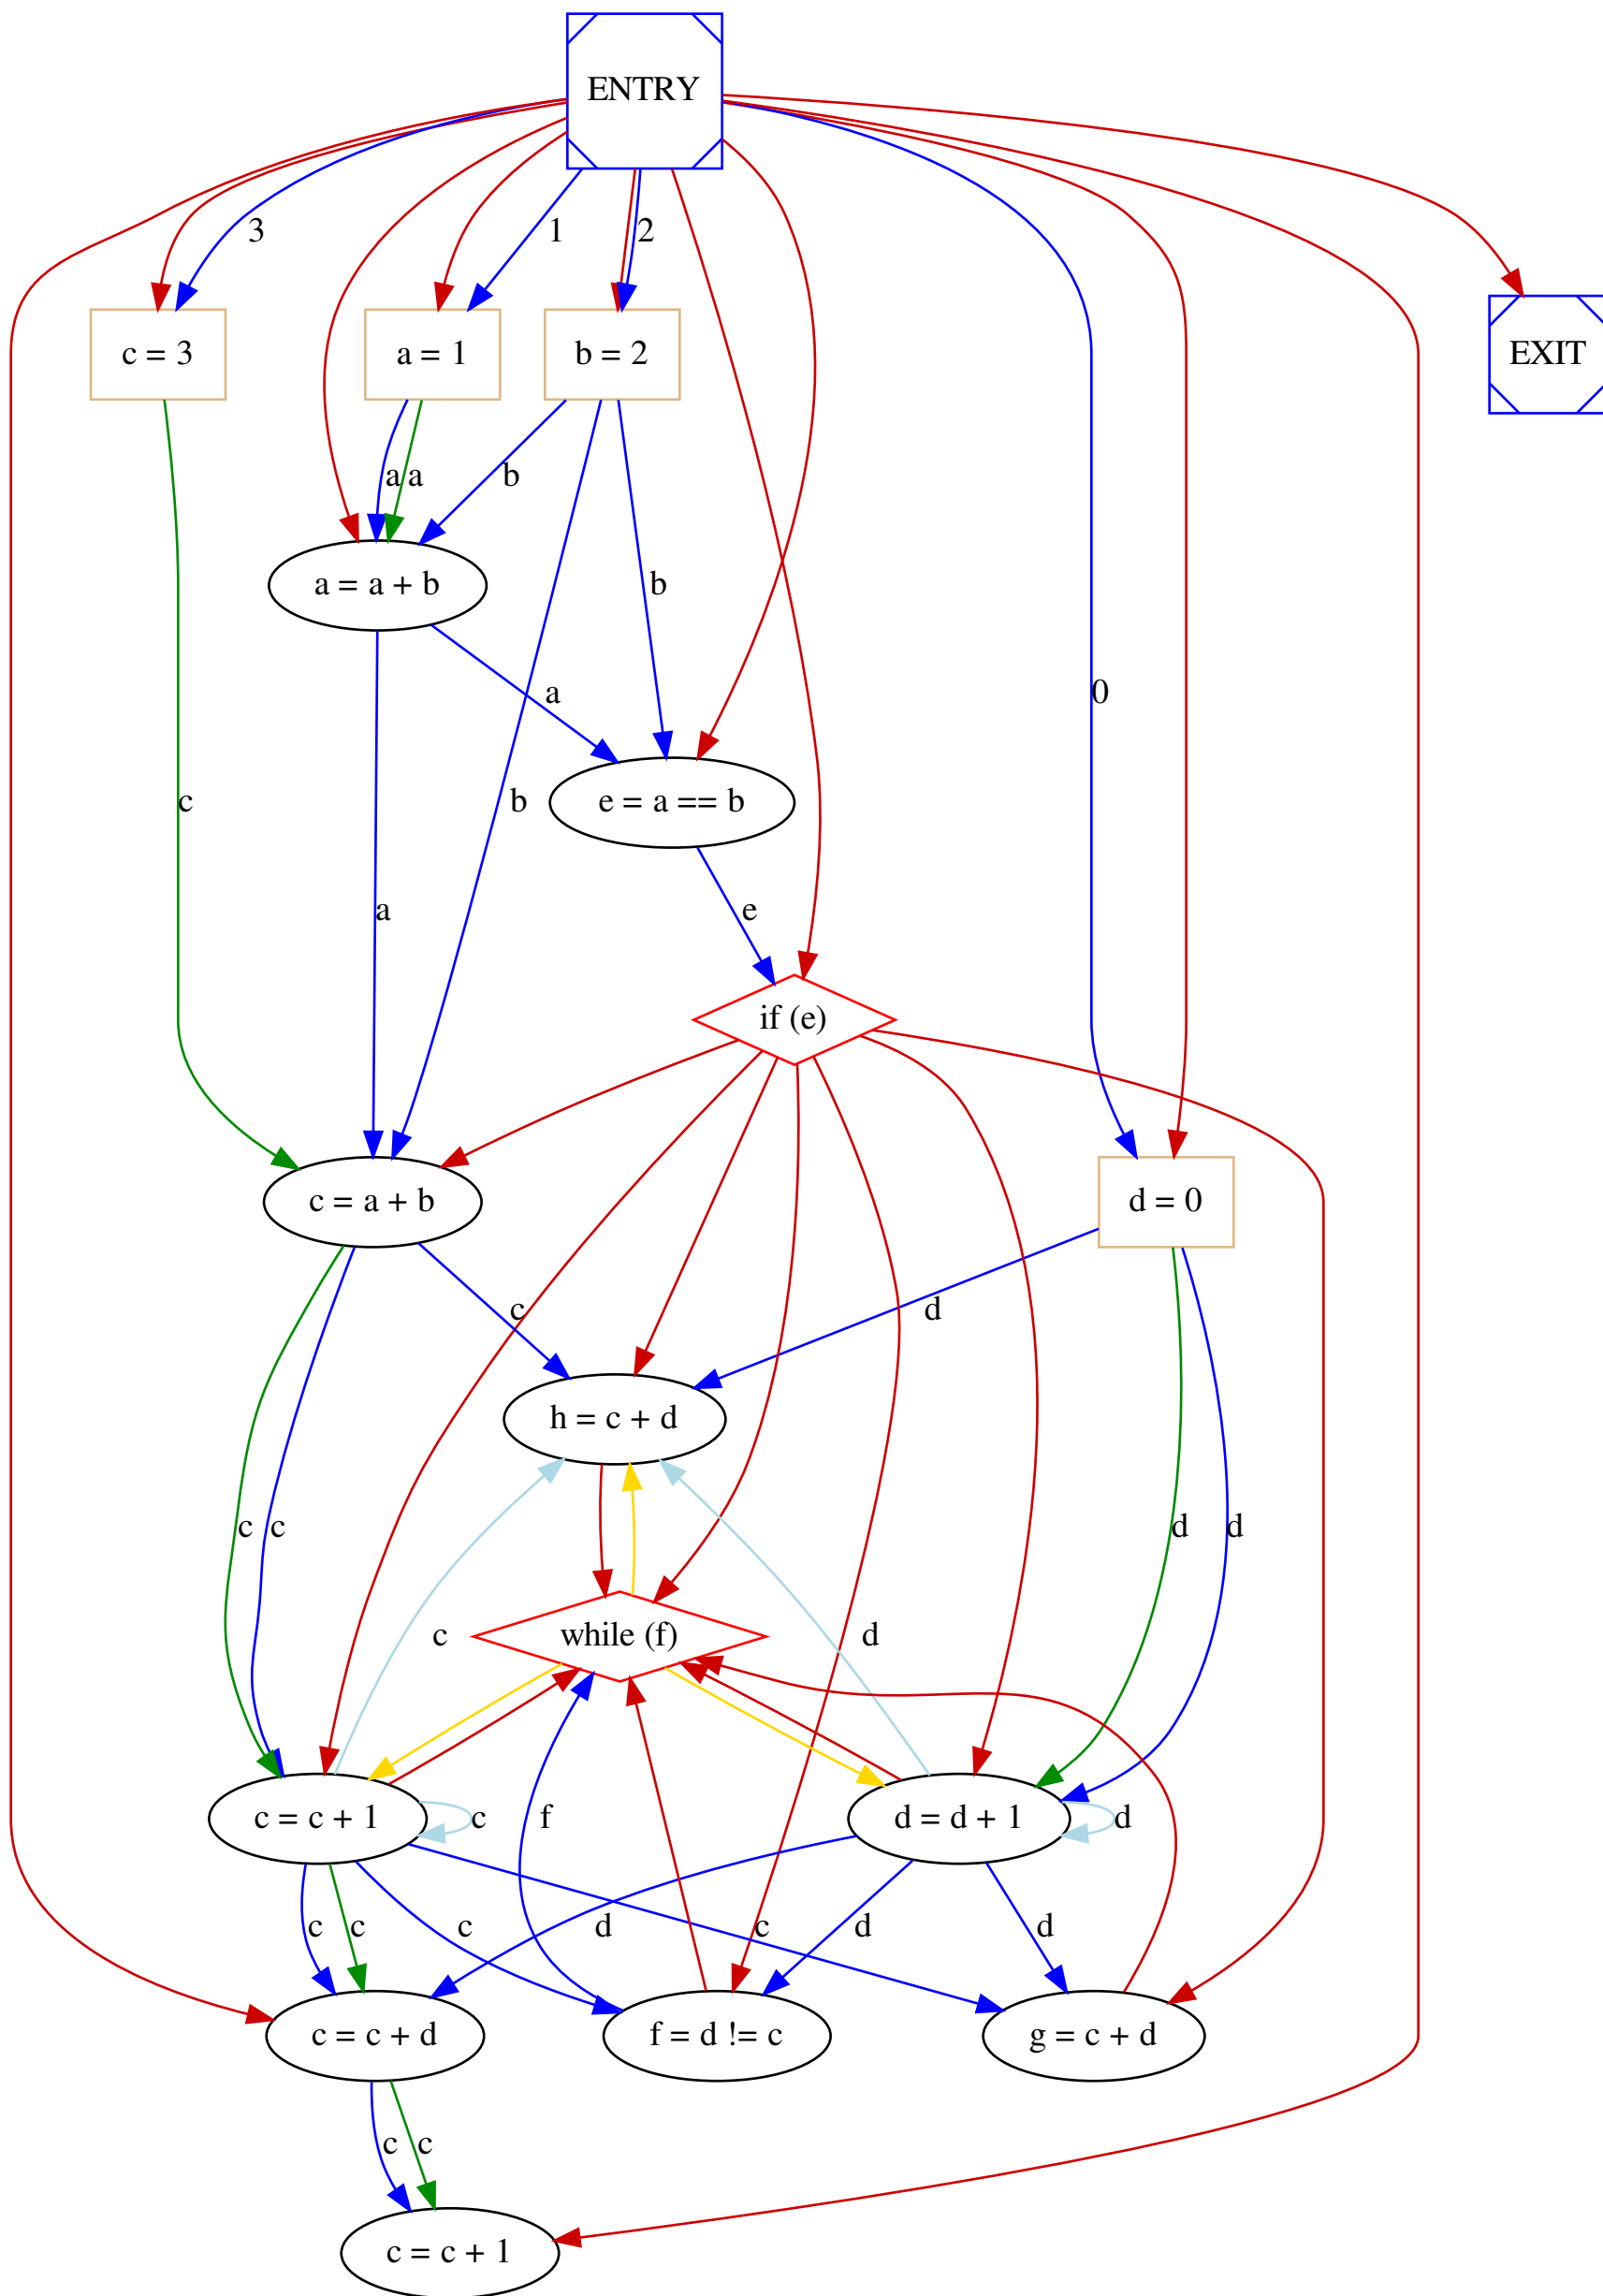 ENTRY
3
1
2
c = 3
a = 1
b = 2
EXIT
a
a
b
a = a + b
b
a
0
c
b
e = a == b
a
e
if (e)
c = a + b
d = 0
c
d
h = c + d
c
c
d
d
c
while (f)
d
c = c + 1
c
f
d = d + 1
d
c
c
c
d
c
d
d
c = c + d
f = d != c
g = c + d
c
c
c = c + 1